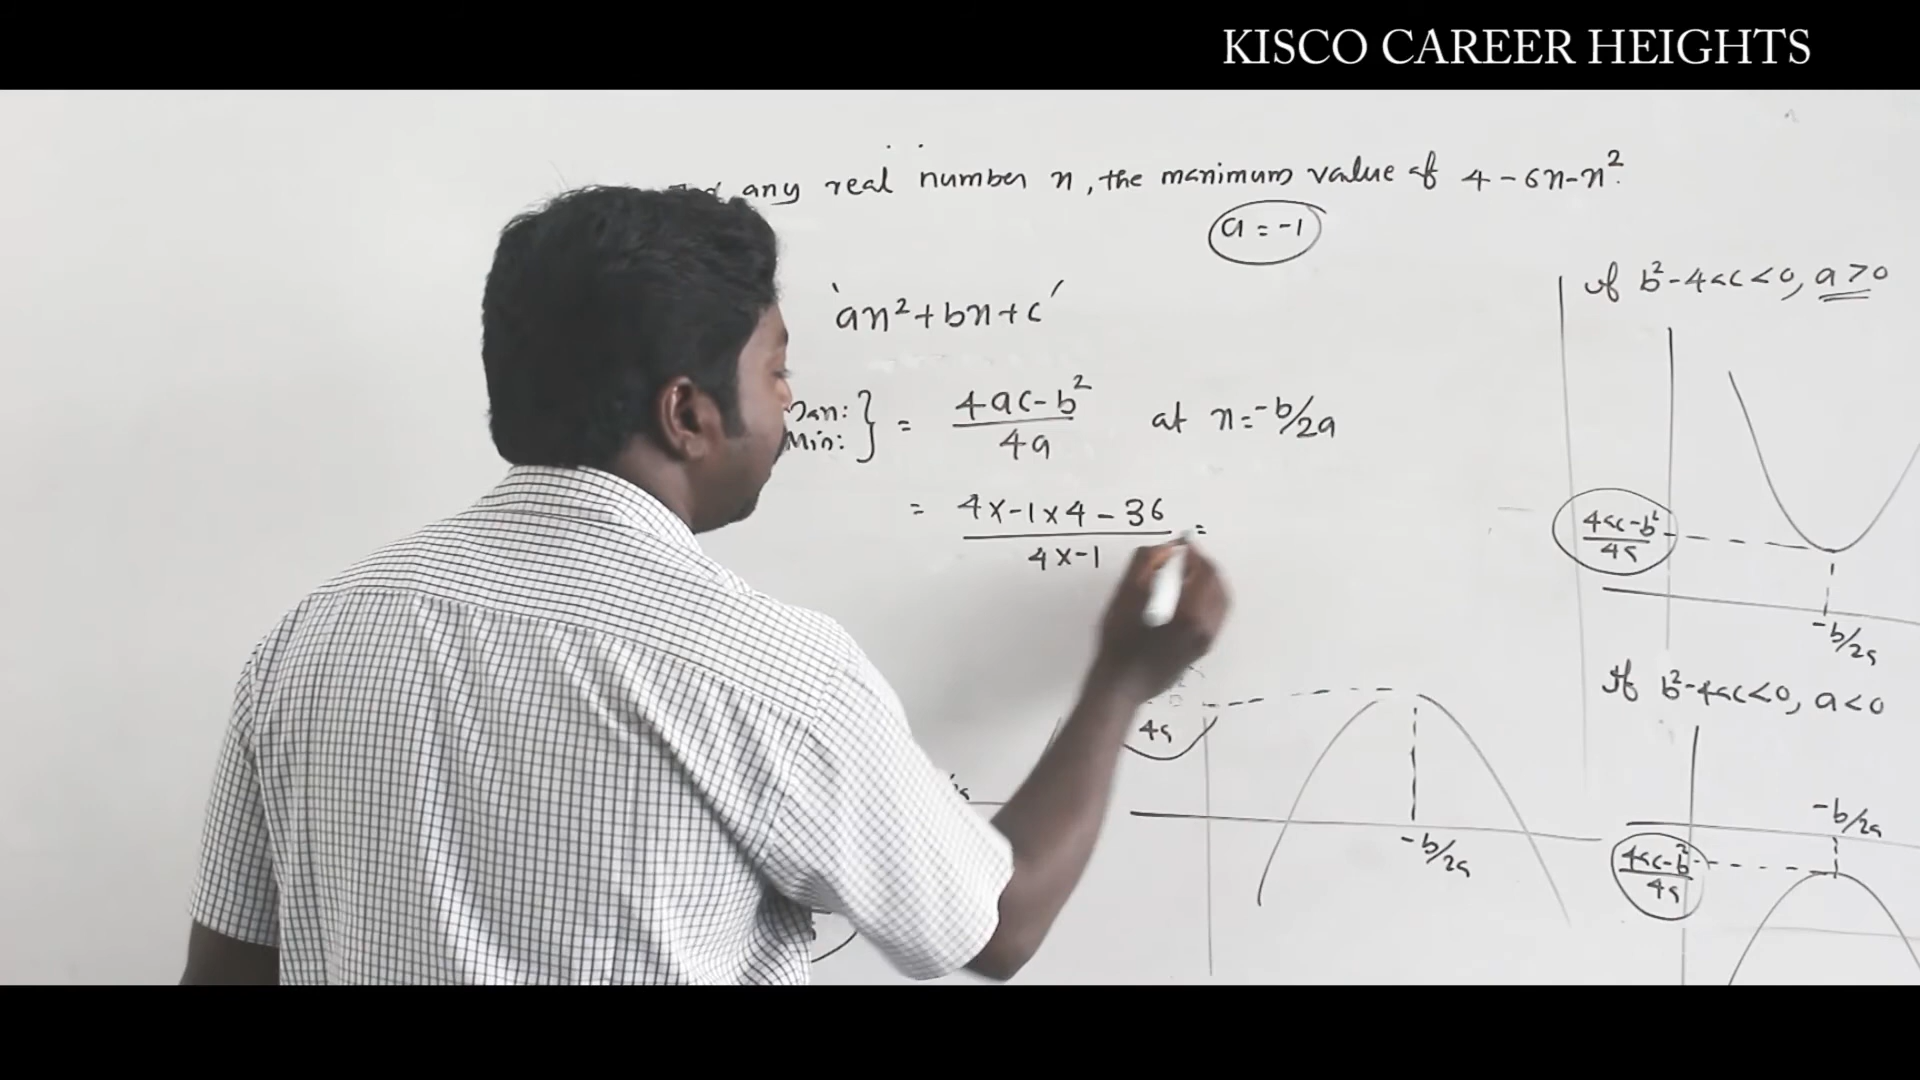 KISCO CAREER HEIGHTS
any real number x, the maximum value of 4 - 6x - x²
a = -1
'ax² + bx + c'
Max:
Min:
} = 4ac - b² / 4a at x = -b/2a
= 4 x -1 x 4 - 36 / 4 x -1 =
4a
-b/2a
If b² - 4ac < 0, a > 0
4ac - b² / 4a
-b/2a
If b² - 4ac < 0, a < 0
-b/2a
4ac - b² / 4a